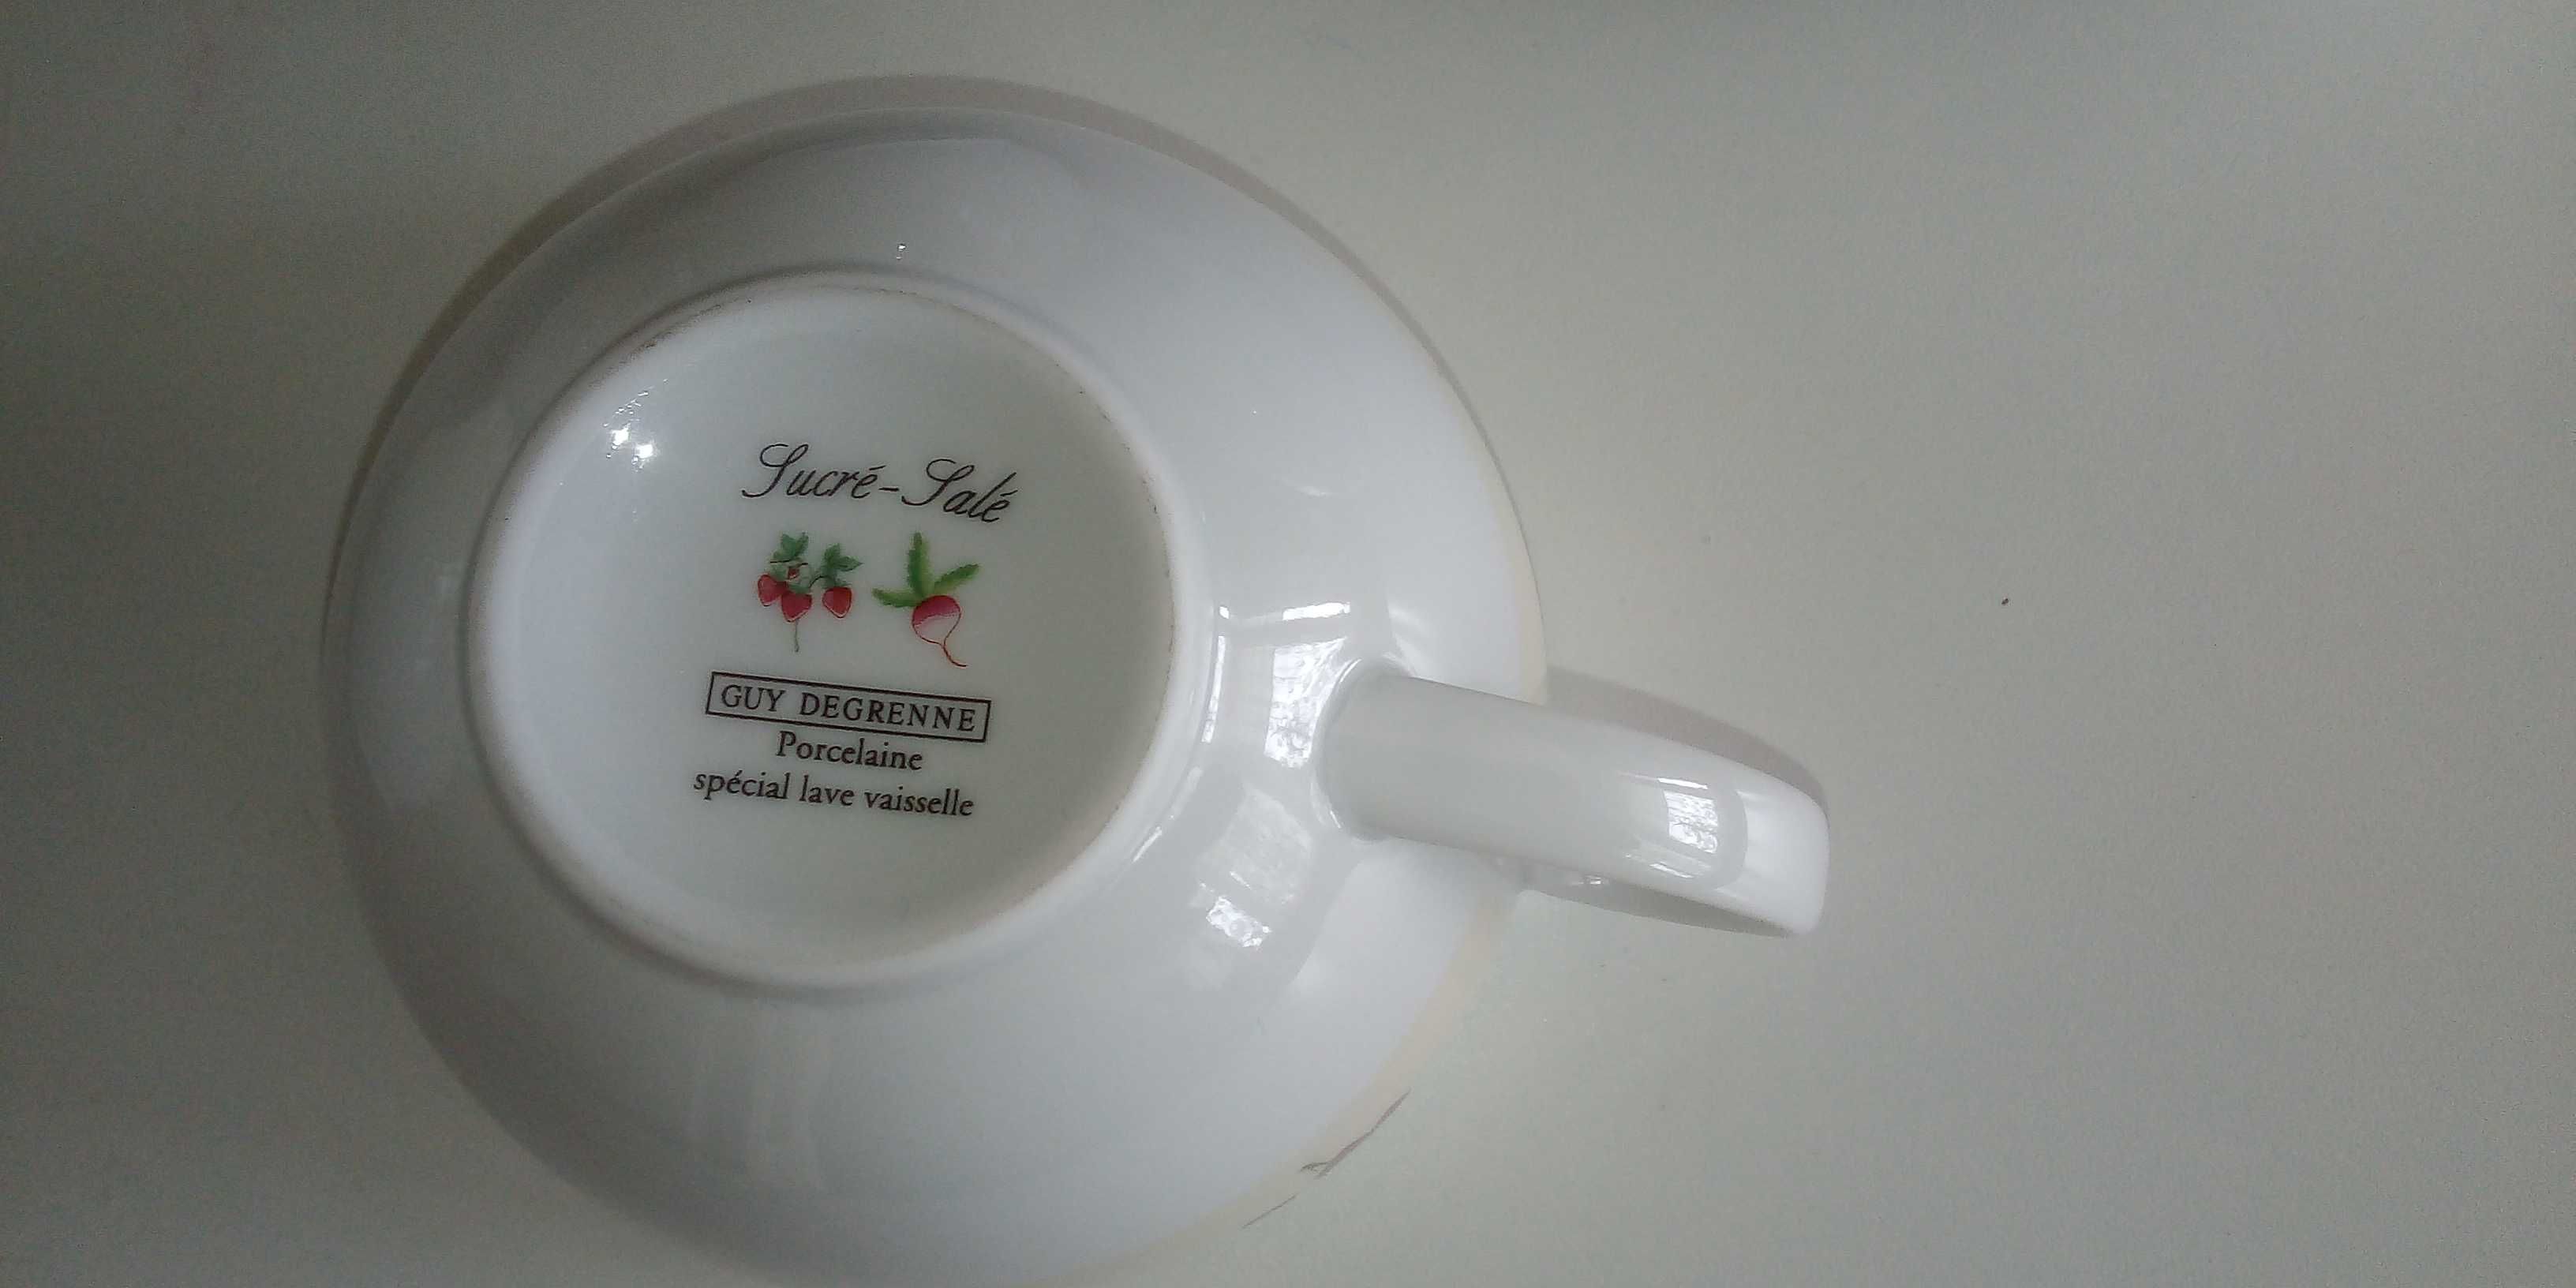 Sucré-Salé
GUY DEGRENNE
Porcelaine
spécial lave vaisselle